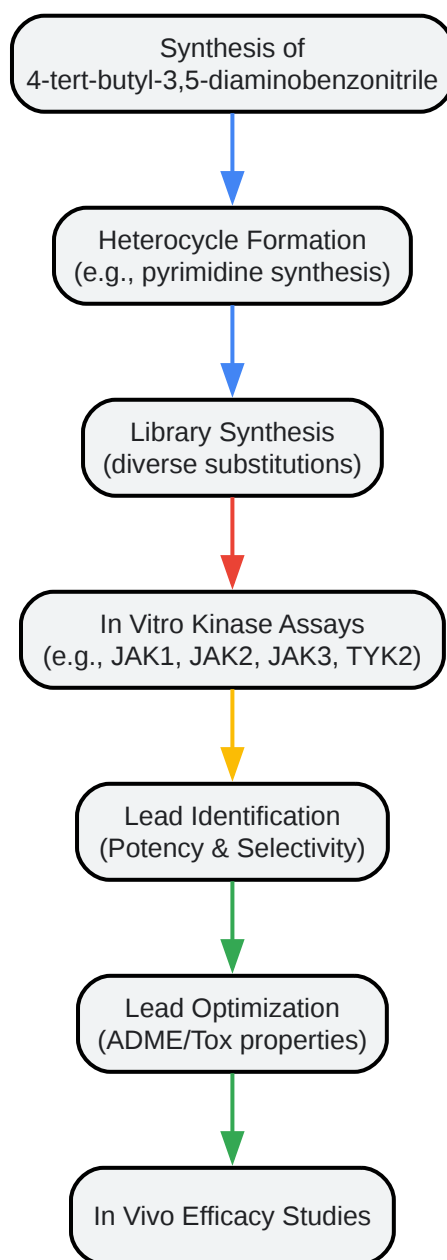 Synthesis of
4-tert-butyl-3,5-diaminobenzonitrile
Heterocycle Formation
(e.g., pyrimidine synthesis)
Library Synthesis
(diverse substitutions)
In Vitro Kinase Assays
(e.g., JAK1, JAK2, JAK3, TYK2)
Lead Identification
(Potency & Selectivity)
Lead Optimization
(ADME/Tox properties)
In Vivo Efficacy Studies